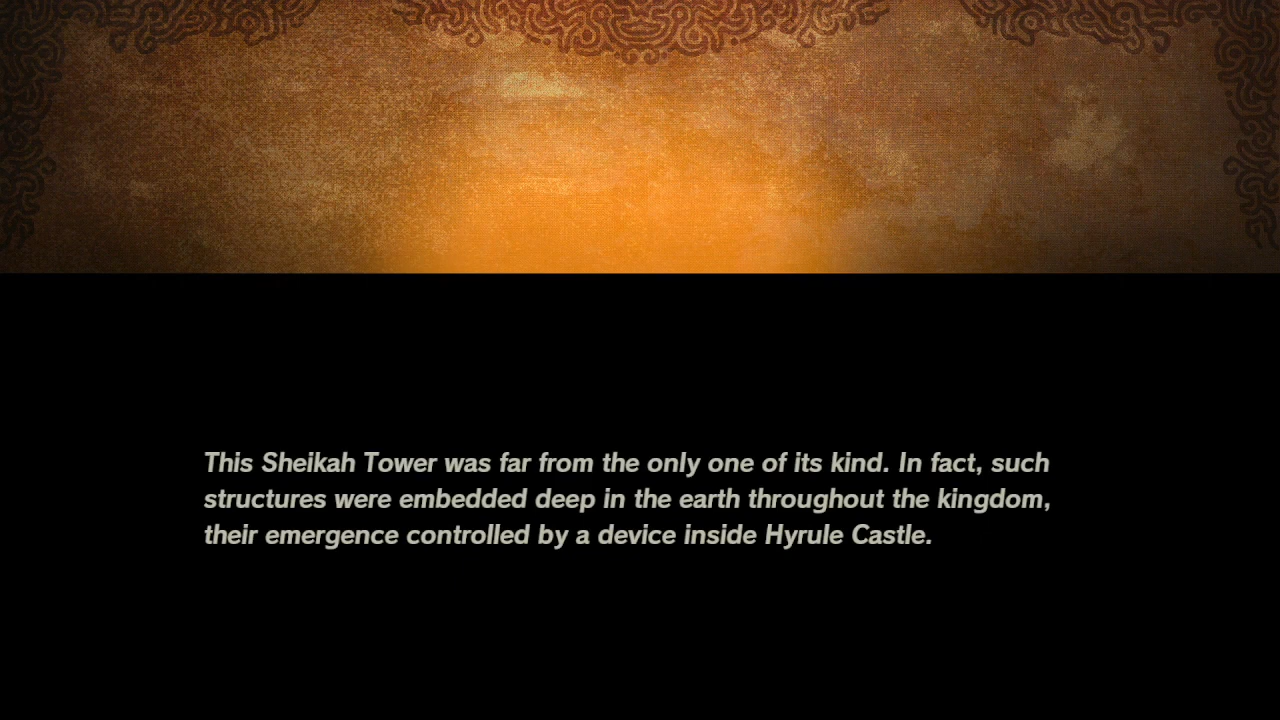 This Sheikah Tower was far from the only one of its kind. In fact, such
structures were embedded deep in the earth throughout the kingdom,
their emergence controlled by a device inside Hyrule Castle.